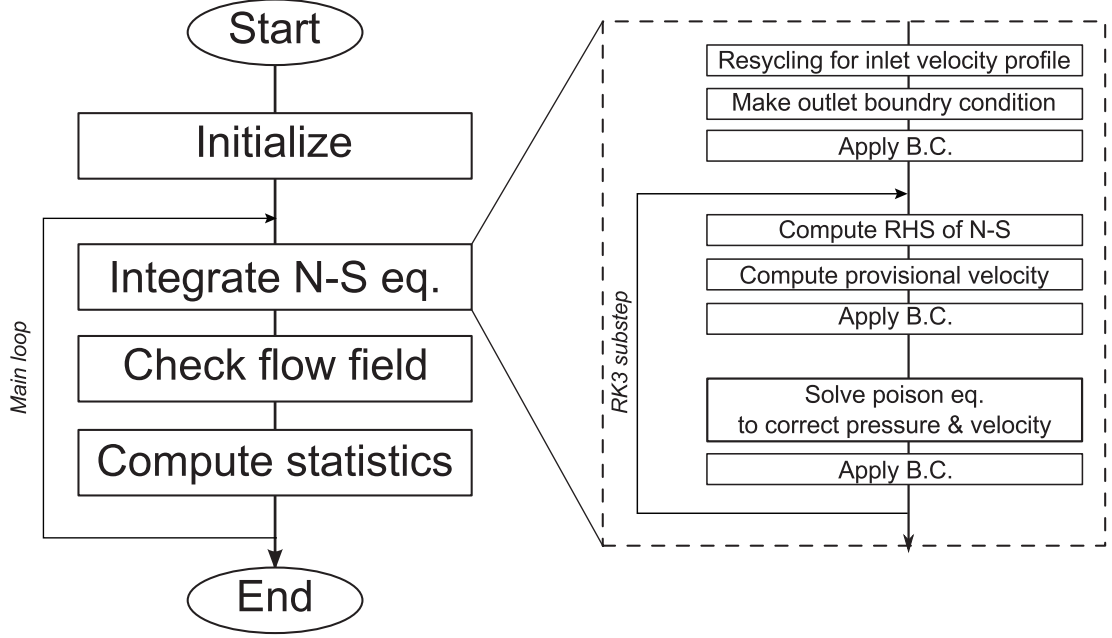 Start
Initialize
Main loop
Integrate N-S eq.
Check flow field
Compute statistics
End
Resycling for inlet velocity profile
Make outlet boundry condition
Apply B.C.
RK3 substep
Compute RHS of N-S
Compute provisional velocity
Apply B.C.
Solve poison eq.
to correct pressure & velocity
Apply B.C.